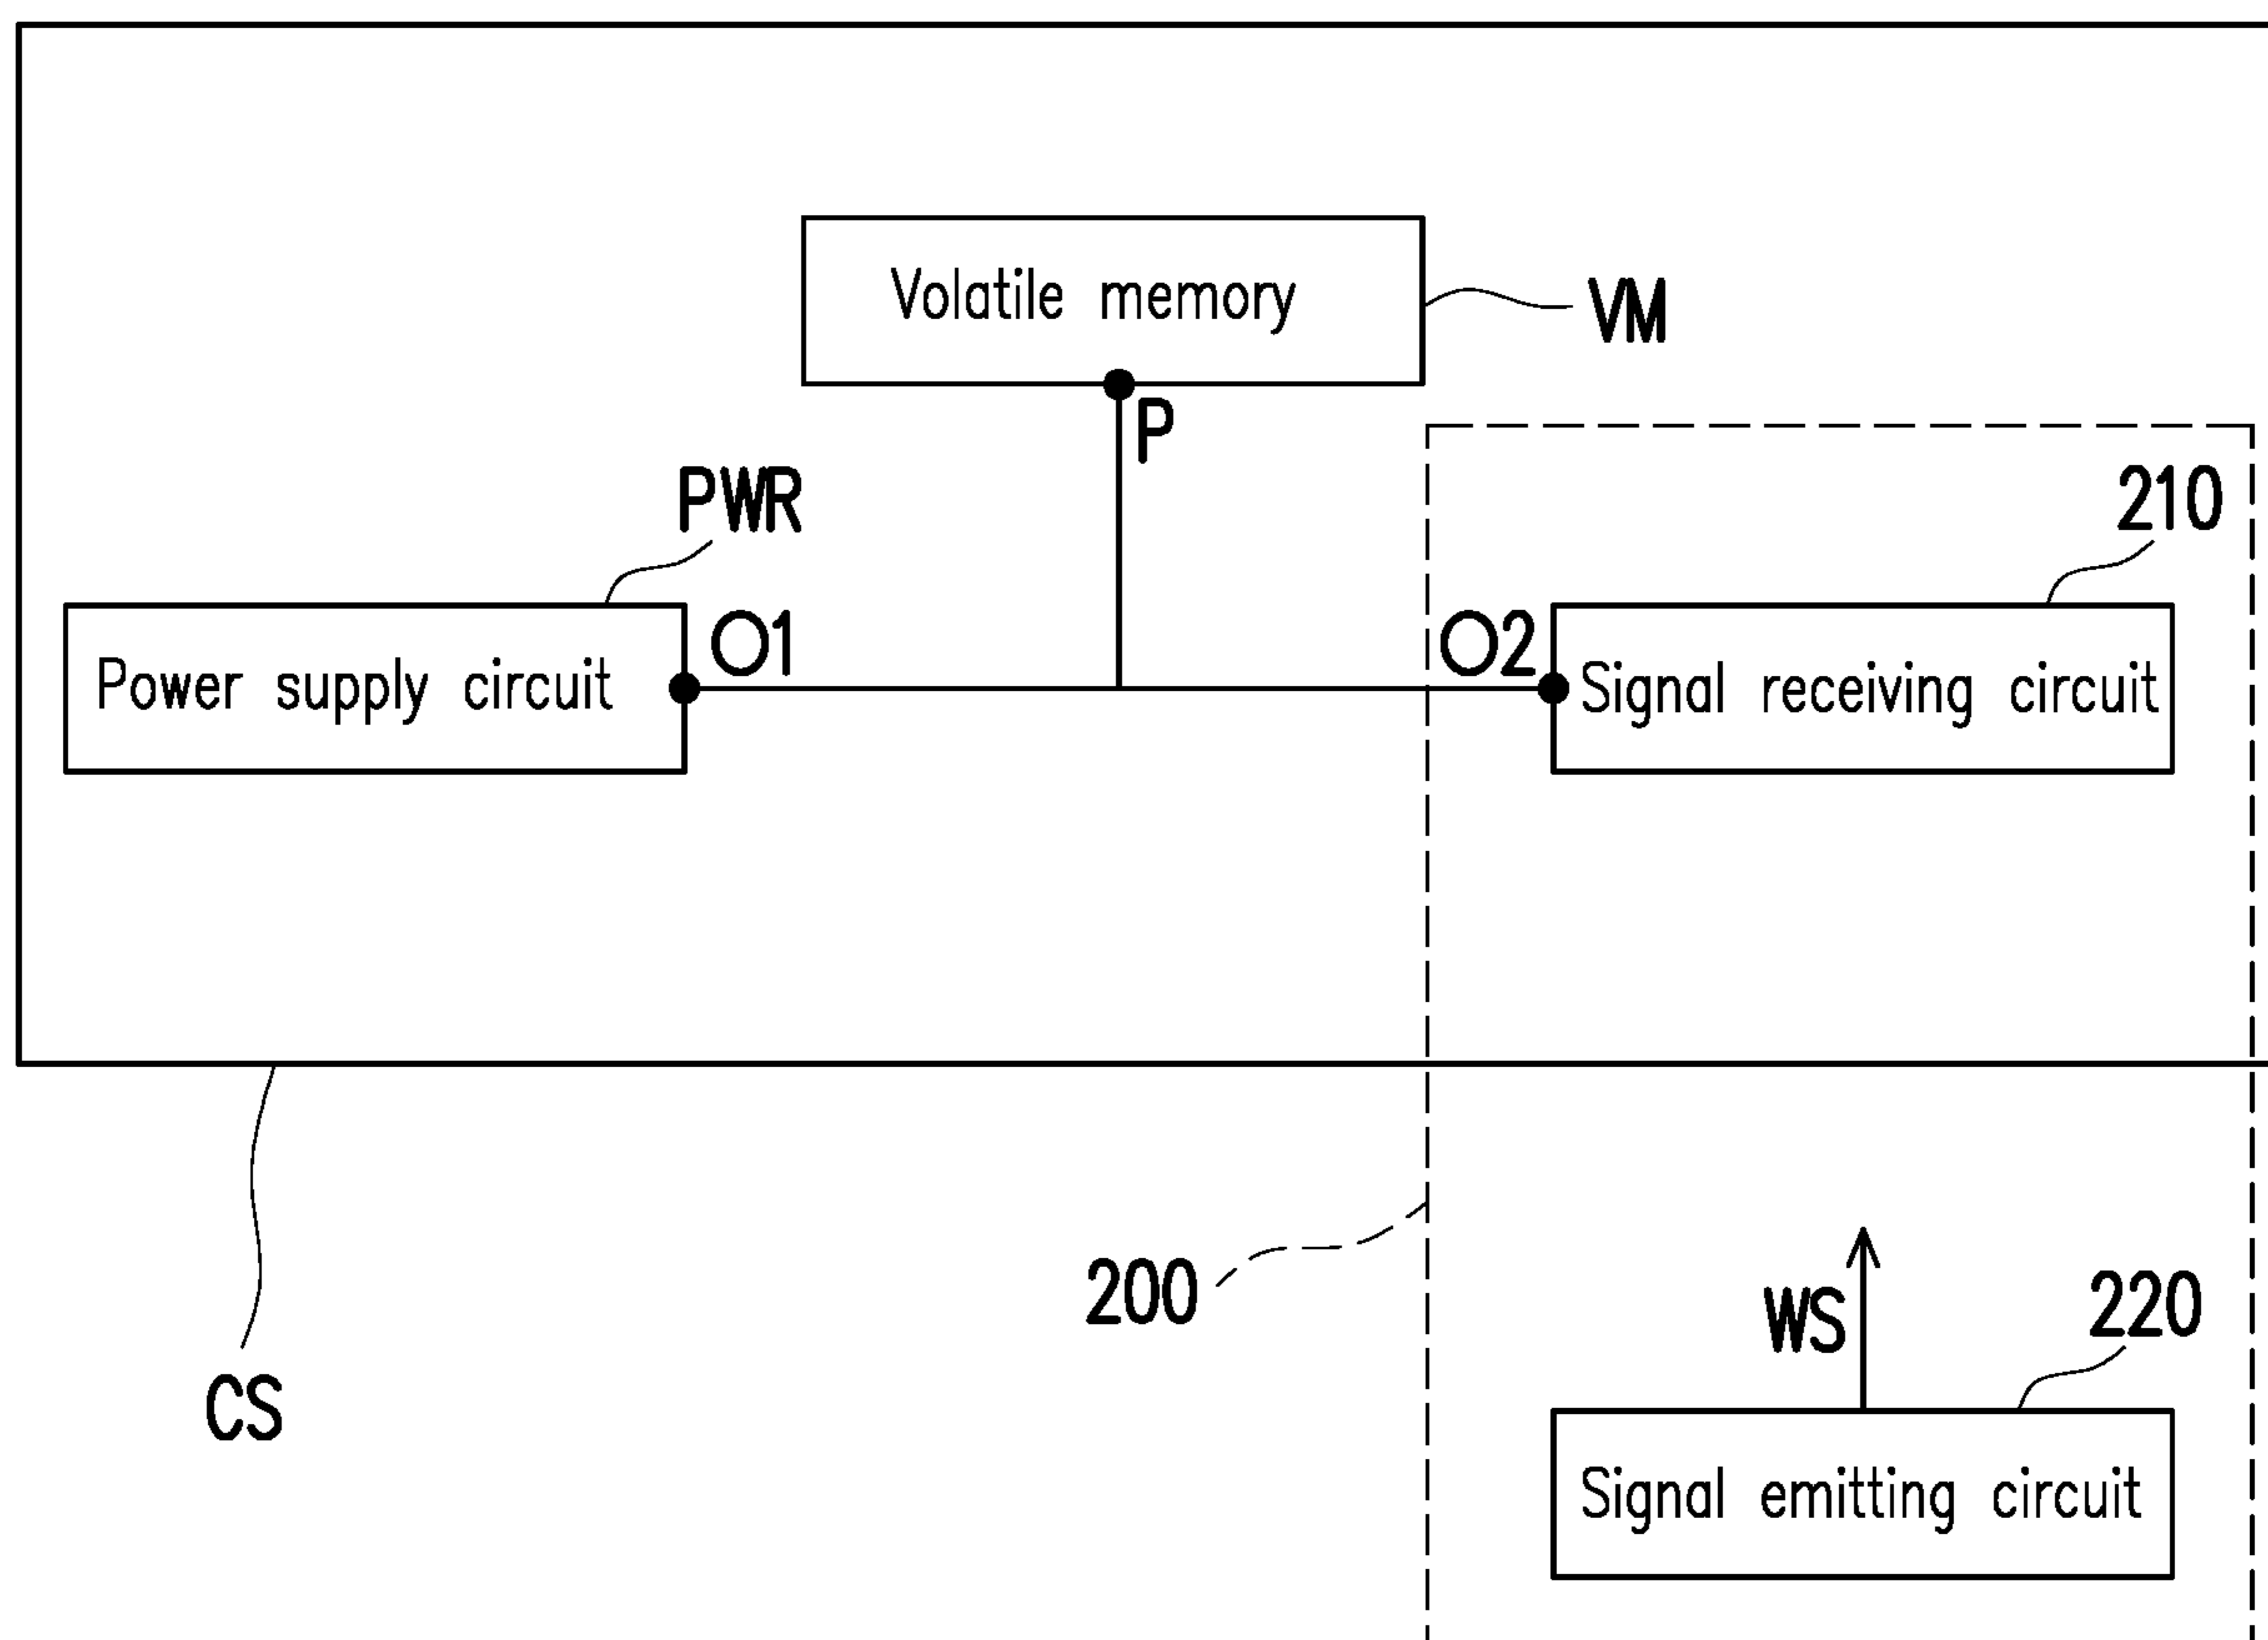 Volatile memory
VM
P
PWR
210
O1
O2
Power supply circuit
Signal receiving circuit
200
WS
220
CS
Signal emitting circuit